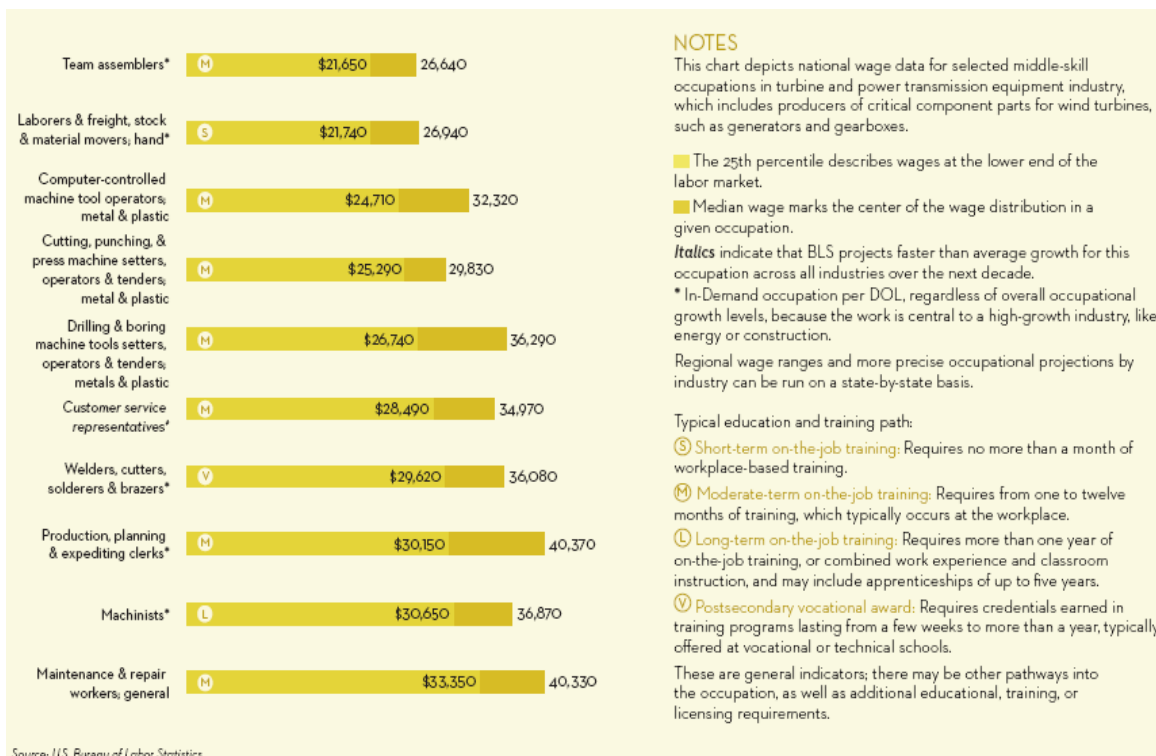 Team assemblers*
M $21,650 26,640
Laborers & freight, stock
& material movers; hand*
S $21,740 26,940
Computer-controlled
machine tool operators;
metal & plastic
M $24,710 32,320
Cutting, punching, &
press machine setters,
operators & tenders;
metal & plastic
M $25,290 29,830
Drilling & boring
machine tools setters,
operators & tenders;
metals & plastic
M $26,740 36,290
Customer service
representatives*
M $28,490 34,970
Welders, cutters,
solderers & brazers*
V $29,620 36,080
Production, planning
& expediting clerks*
M $30,150 40,370
Machinists*
L $30,650 36,870
Maintenance & repair
workers; general
M $33,350 40,330
Source: U.S. Bureau of Labor Statistics
NOTES
This chart depicts national wage data for selected middle-skill
occupations in turbine and power transmission equipment industry,
which includes producers of critical component parts for wind turbines,
such as generators and gearboxes.
The 25th percentile describes wages at the lower end of the
labor market.
Median wage marks the center of the wage distribution in a
given occupation.
Italics indicate that BLS projects faster than average growth for this
occupation across all industries over the next decade.
* In-Demand occupation per DOL, regardless of overall occupational
growth levels, because the work is central to a high-growth industry, like
energy or construction.
Regional wage ranges and more precise occupational projections by
industry can be run on a state-by-state basis.
Typical education and training path:
S Short-term on-the-job training: Requires no more than a month of
workplace-based training.
M Moderate-term on-the-job training: Requires from one to twelve
months of training, which typically occurs at the workplace.
L Long-term on-the-job training: Requires more than one year of
on-the-job training, or combined work experience and classroom
instruction, and may include apprenticeships of up to five years.
V Postsecondary vocational award: Requires credentials earned in
training programs lasting from a few weeks to more than a year, typically
offered at vocational or technical schools.
These are general indicators; there may be other pathways into
the occupation, as well as additional educational, training, or
licensing requirements.